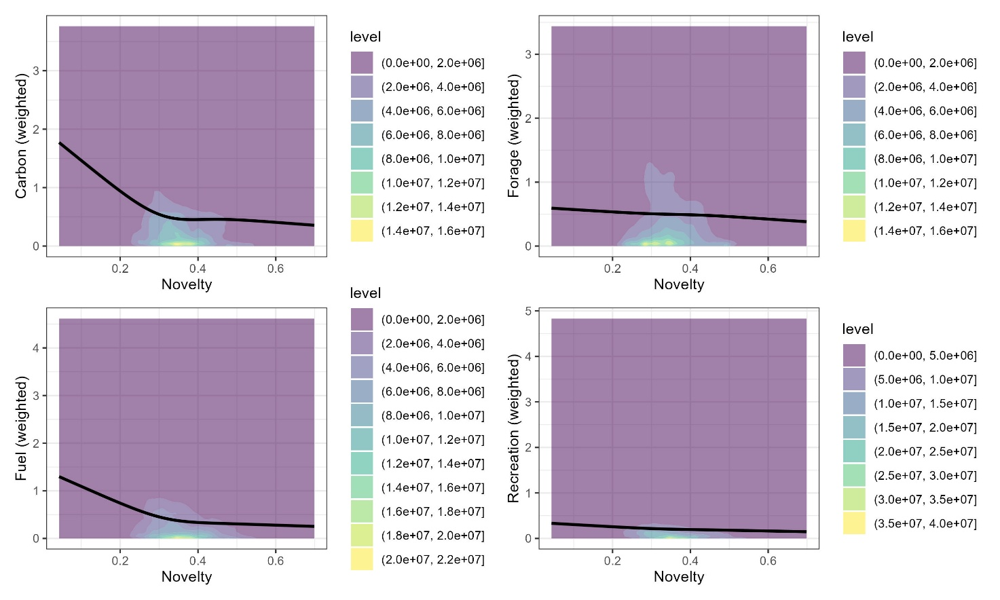 Carbon (weighted)
3
2
1
0
0.2 0.4 0.6
Novelty
level
(0.0e+00, 2.0e+06]
(2.0e+06, 4.0e+06]
(4.0e+06, 6.0e+06]
(6.0e+06, 8.0e+06]
(8.0e+06, 1.0e+07]
(1.0e+07, 1.2e+07]
(1.2e+07, 1.4e+07]
(1.4e+07, 1.6e+07]
Forage (weighted)
3
2
1
0
0.2 0.4 0.6
Novelty
level
(0.0e+00, 2.0e+06]
(2.0e+06, 4.0e+06]
(4.0e+06, 6.0e+06]
(6.0e+06, 8.0e+06]
(8.0e+06, 1.0e+07]
(1.0e+07, 1.2e+07]
(1.2e+07, 1.4e+07]
(1.4e+07, 1.6e+07]
Fuel (weighted)
4
3
2
1
0
0.2 0.4 0.6
Novelty
level
(0.0e+00, 2.0e+06]
(2.0e+06, 4.0e+06]
(4.0e+06, 6.0e+06]
(6.0e+06, 8.0e+06]
(8.0e+06, 1.0e+07]
(1.0e+07, 1.2e+07]
(1.2e+07, 1.4e+07]
(1.4e+07, 1.6e+07]
(1.6e+07, 1.8e+07]
(1.8e+07, 2.0e+07]
(2.0e+07, 2.2e+07]
Recreation (weighted)
5
4
3
2
1
0
0.2 0.4 0.6
Novelty
level
(0.0e+00, 5.0e+06]
(5.0e+06, 1.0e+07]
(1.0e+07, 1.5e+07]
(1.5e+07, 2.0e+07]
(2.0e+07, 2.5e+07]
(2.5e+07, 3.0e+07]
(3.0e+07, 3.5e+07]
(3.5e+07, 4.0e+07]